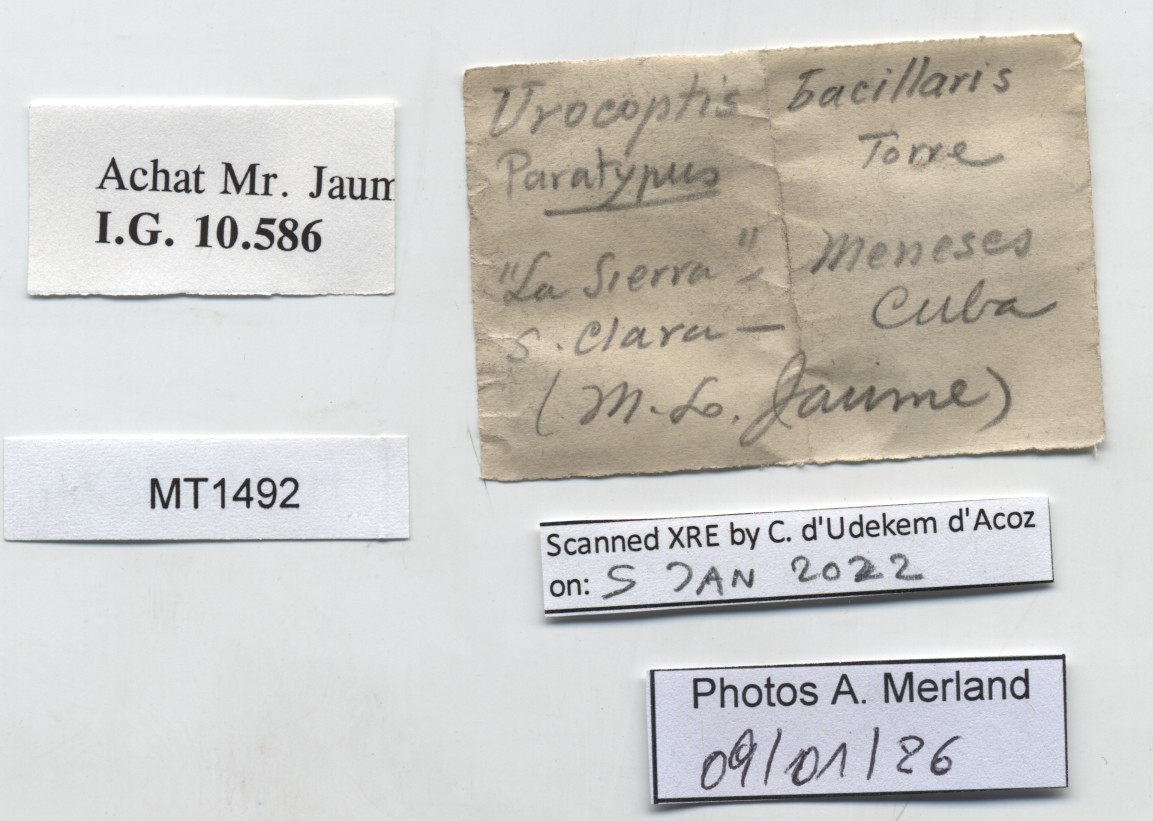 Achat Mr. Jaum
I.G. 10.586
MT1492
Urocoptis bacillaris
Paratypus Torre
"La Sierra", Meneses
S. Clara — Cuba
(M. L. Jaume)
Scanned XRE by C. d'Udekem d'Acoz
on: 5 JAN 2022
Photos A. Merland
09/01/26